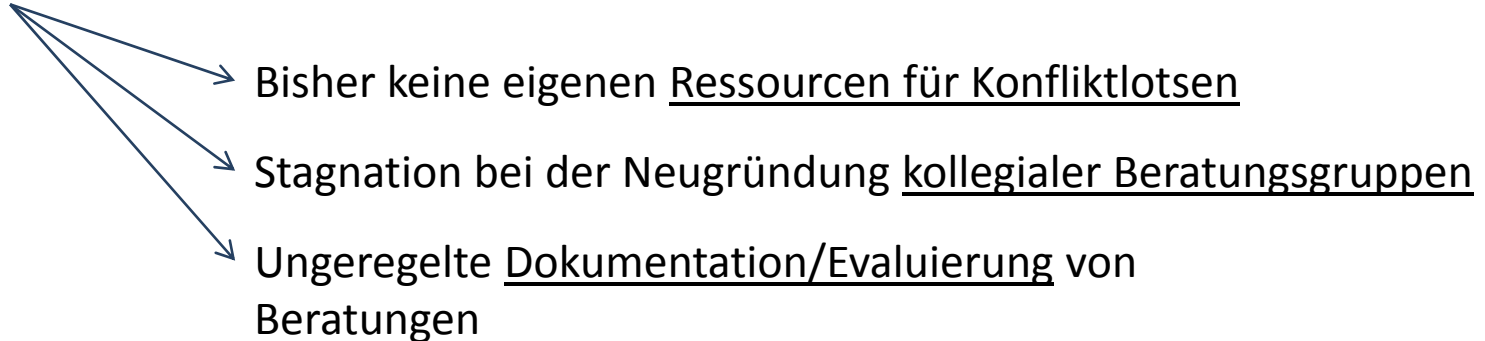 Bisher keine eigenen Ressourcen für Konfliktlotsen
Stagnation bei der Neugründung kollegialer Beratungsgruppen
Ungeregelte Dokumentation/Evaluierung von
Beratungen